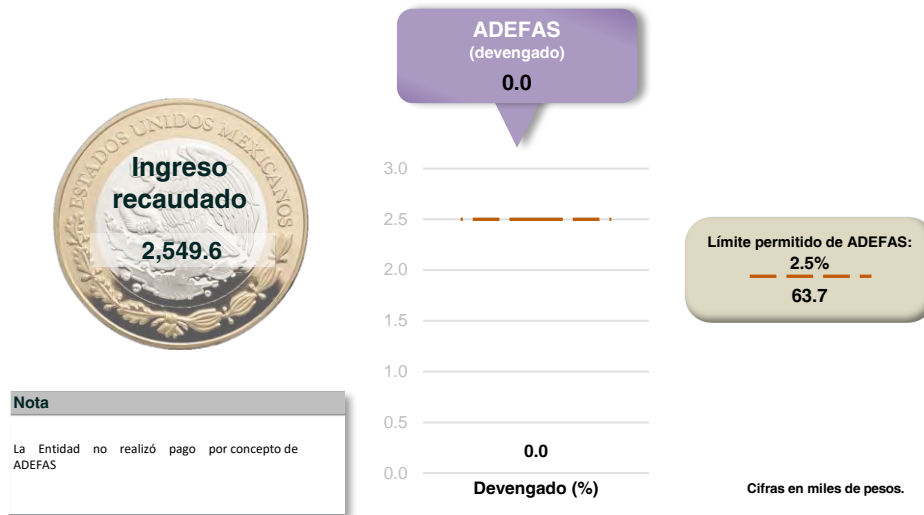 ADEFAS
(devengado)
0.0
ESTADOS UNIDOS MEXICANOS
Ingreso
recaudado
2,549.6
3.0
2.5
2.0
1.5
1.0
0.5
0.0
0.0
Devengado (%)
Límite permitido de ADEFAS:
2.5%
63.7
Nota
La Entidad no realizó pago por concepto de
ADEFAS
Cifras en miles de pesos.